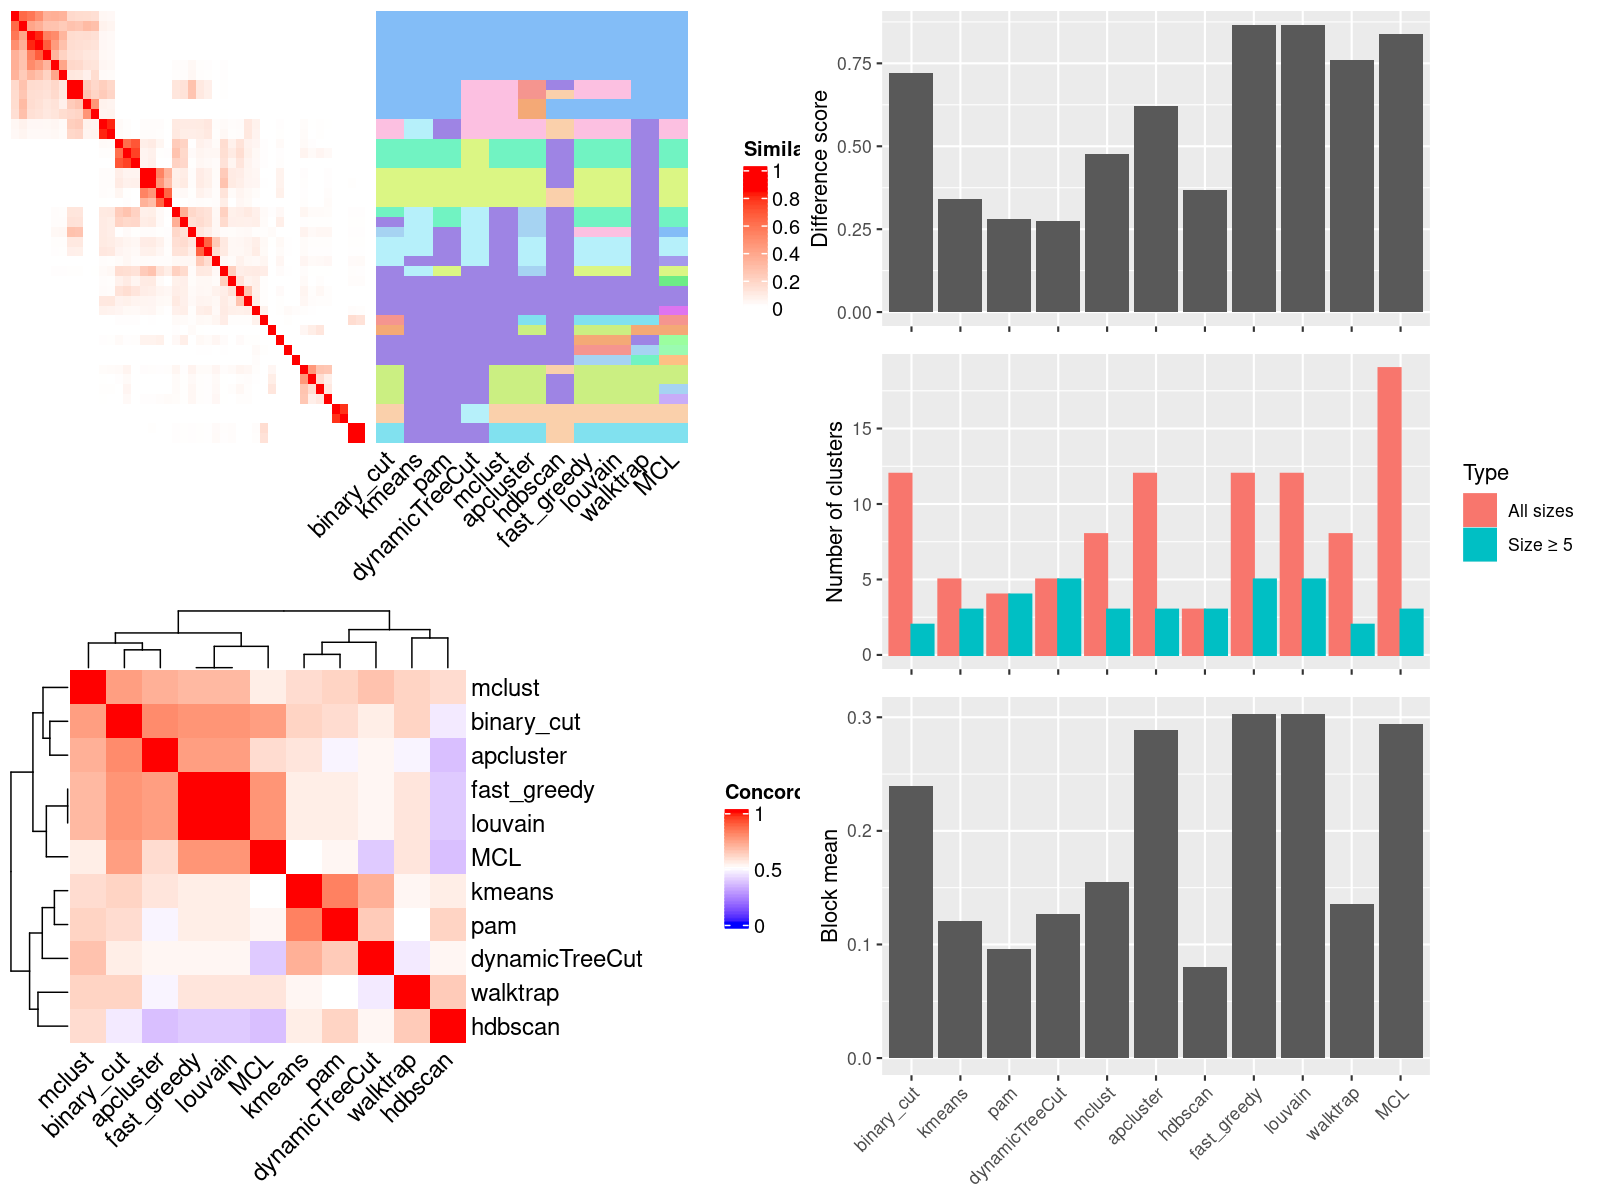 Simila
1
0.8
0.6
0.4
0.2
0
binary_cut
kmeans
pam
dynamicTreeCut
mclust
apcluster
hdbscan
fast_greedy
louvain
walktrap
MCL
mclust
binary_cut
apcluster
fast_greedy
louvain
MCL
kmeans
pam
dynamicTreeCut
walktrap
hdbscan
mclust
binary_cut
apcluster
fast_greedy
louvain
MCL
kmeans
pam
dynamicTreeCut
walktrap
hdbscan
Concord
1
0.5
0
Difference score
0.75
0.50
0.25
0.00
Number of clusters
15
10
5
0
Type
All sizes
Size ≥ 5
Block mean
0.3
0.2
0.1
0.0
binary_cut
kmeans
pam
dynamicTreeCut
mclust
apcluster
hdbscan
fast_greedy
louvain
walktrap
MCL